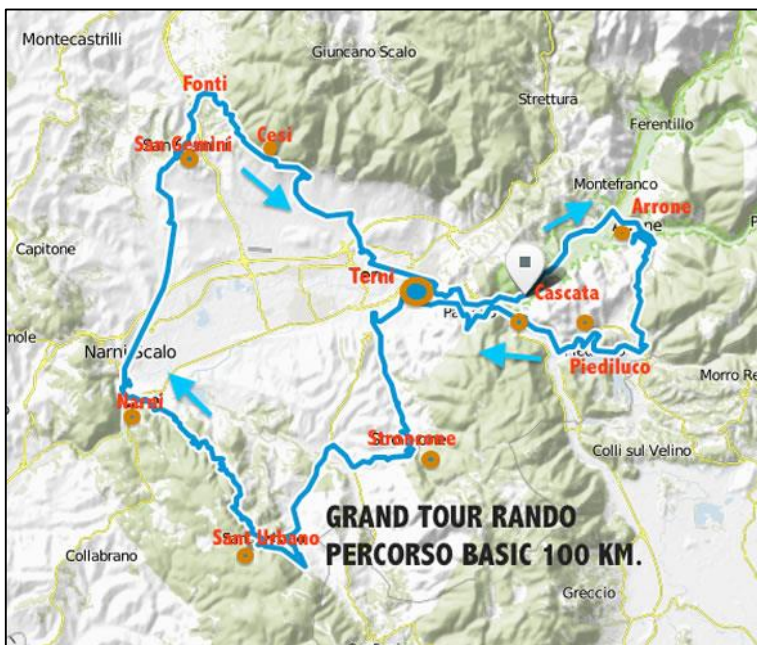 Montecastrilli
Giuncano Scalo
Fonti
Strettura
Ferentillo
Cesi
San Gemini
Montefranco
Arrone
Capitone
Terni
Cascata
Narni Scalo
Piediluco
Morro Re
Narni
Stroncone
Colli sul Velino
GRAND TOUR RANDO
PERCORSO BASIC 100 KM.
Sant Urbano
Collabrano
Greccio